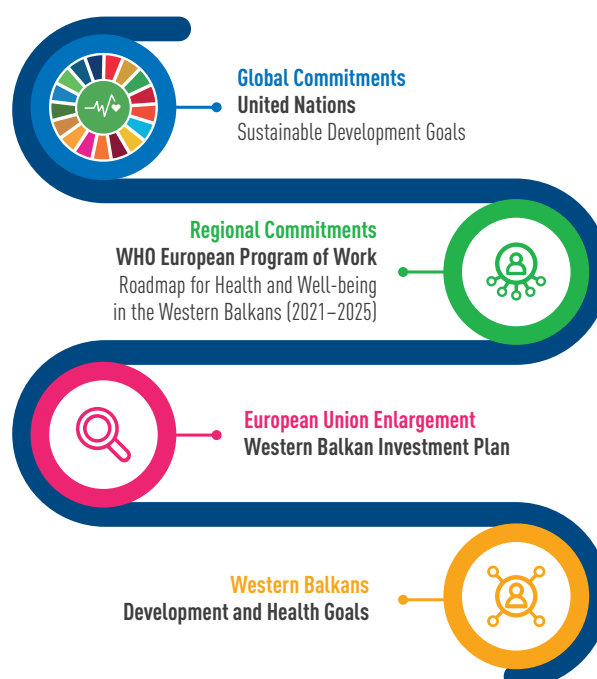 Global Commitments
United Nations
Sustainable Development Goals
Regional Commitments
WHO European Program of Work
Roadmap for Health and Well-being
in the Western Balkans (2021–2025)
European Union Enlargement
Western Balkan Investment Plan
Western Balkans
Development and Health Goals